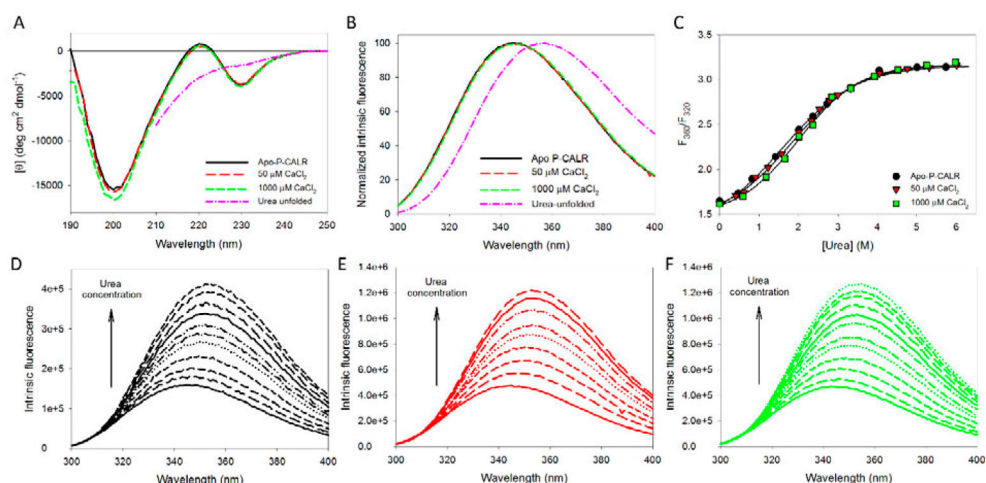 A
B
C
0
-5000
-10000
-15000
[θ] (deg cm² dmol⁻¹)
Apo-P-CALR
50 µM CaCl₂
1000 µM CaCl₂
Urea-unfolded
190 200 210 220 230 240 250
Wavelength (nm)
100
80
60
40
20
0
Normalized intrinsic fluorescence
Apo P-CALR
50 µM CaCl₂
1000 µM CaCl₂
Urea-unfolded
300 320 340 360 380 400
Wavelength (nm)
3.5
3.0
2.5
2.0
1.5
F₃₆₀/F₃₂₀
Apo-P-CALR
50 µM CaCl₂
1000 µM CaCl₂
0 1 2 3 4 5 6
[Urea] (M)
D
E
F
4e+5
3e+5
2e+5
1e+5
0
Intrinsic fluorescence
Urea
concentration
300 320 340 360 380 400
Wavelength (nm)
1.4e+6
1.2e+6
1.0e+6
8.0e+5
6.0e+5
4.0e+5
2.0e+5
0.0
Intrinsic fluorescence
Urea
concentration
300 320 340 360 380 400
Wavelength (nm)
1.4e+6
1.2e+6
1.0e+6
8.0e+5
6.0e+5
4.0e+5
2.0e+5
0.0
Intrinsic fluorescence
Urea
concentration
300 320 340 360 380 400
Wavelength (nm)